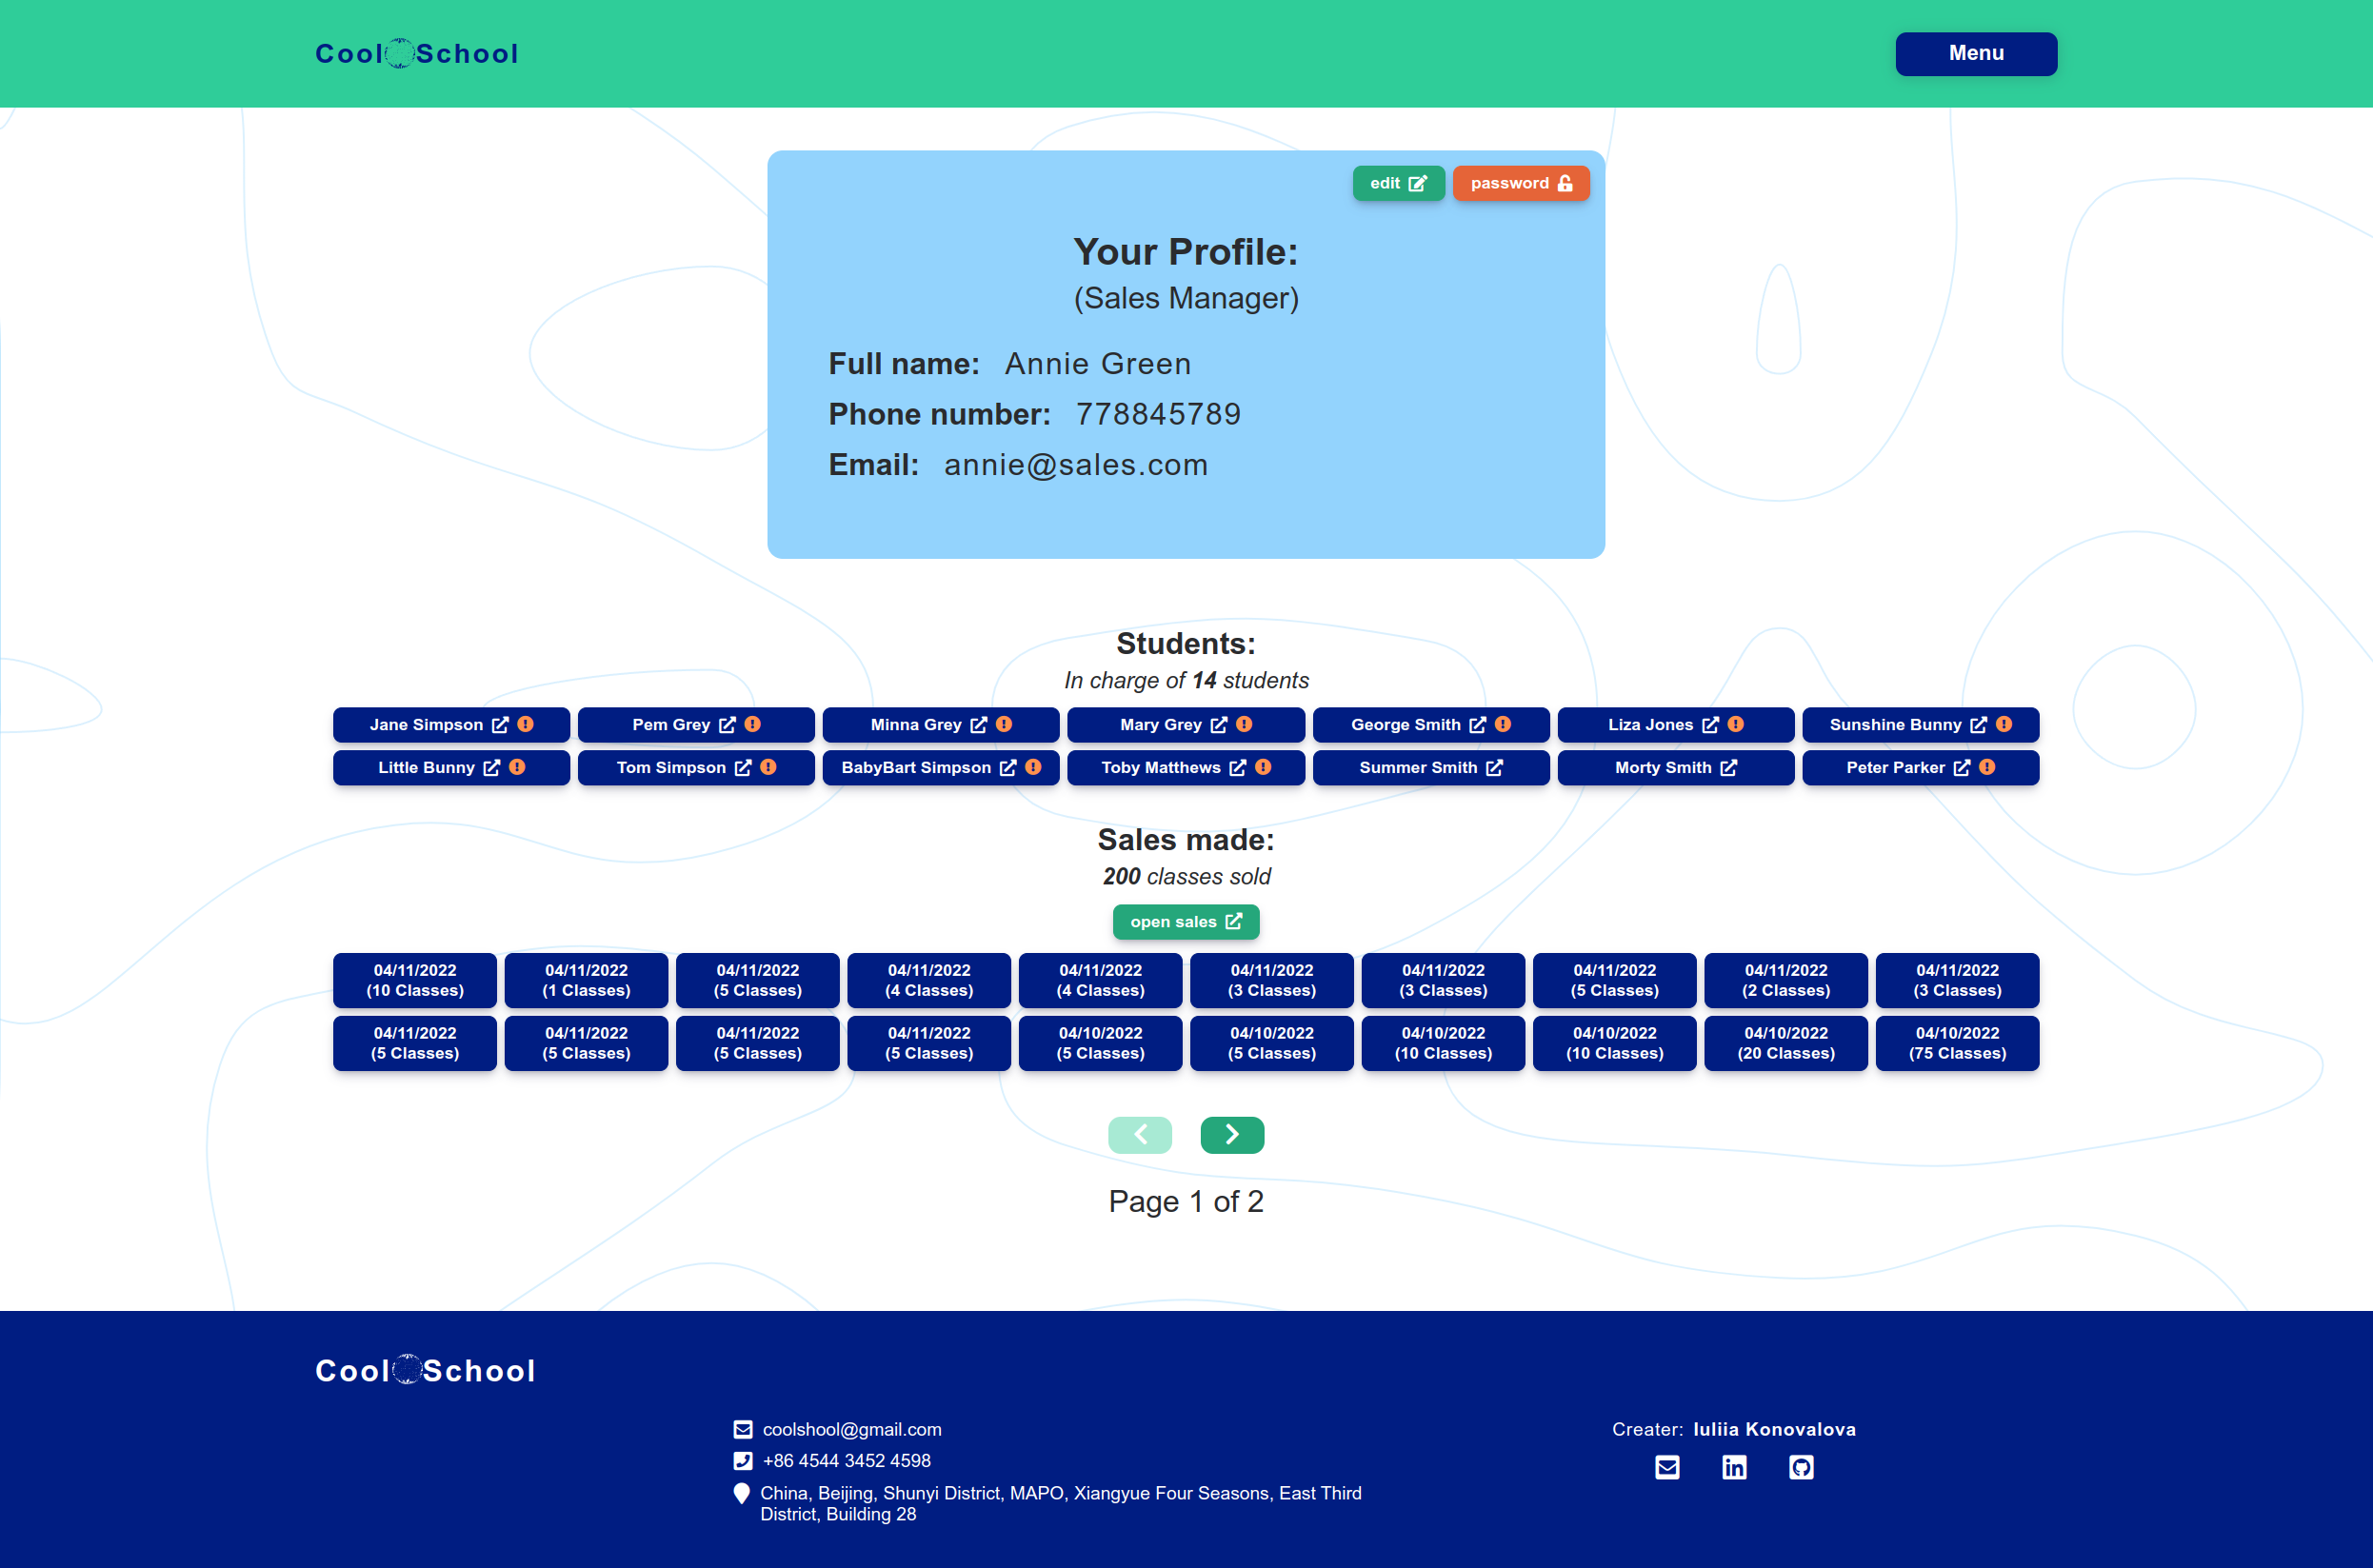 Cool School
Menu
edit
password
Your Profile:
(Sales Manager)
Full name: Annie Green
Phone number: 778845789
Email: annie@sales.com
Students:
In charge of 14 students
Jane Simpson
Pem Grey
Minna Grey
Mary Grey
George Smith
Liza Jones
Sunshine Bunny
Little Bunny
Tom Simpson
BabyBart Simpson
Toby Matthews
Summer Smith
Morty Smith
Peter Parker
Sales made:
200 classes sold
open sales
04/11/2022
(10 Classes)
04/11/2022
(1 Classes)
04/11/2022
(5 Classes)
04/11/2022
(4 Classes)
04/11/2022
(4 Classes)
04/11/2022
(3 Classes)
04/11/2022
(3 Classes)
04/11/2022
(5 Classes)
04/11/2022
(2 Classes)
04/11/2022
(3 Classes)
04/11/2022
(5 Classes)
04/11/2022
(5 Classes)
04/11/2022
(5 Classes)
04/11/2022
(5 Classes)
04/10/2022
(5 Classes)
04/10/2022
(5 Classes)
04/10/2022
(10 Classes)
04/10/2022
(10 Classes)
04/10/2022
(20 Classes)
04/10/2022
(75 Classes)
Page 1 of 2
Cool School
coolshool@gmail.com
+86 4544 3452 4598
China, Beijing, Shunyi District, MAPO, Xiangyue Four Seasons, East Third
District, Building 28
Creater: Iuliia Konovalova